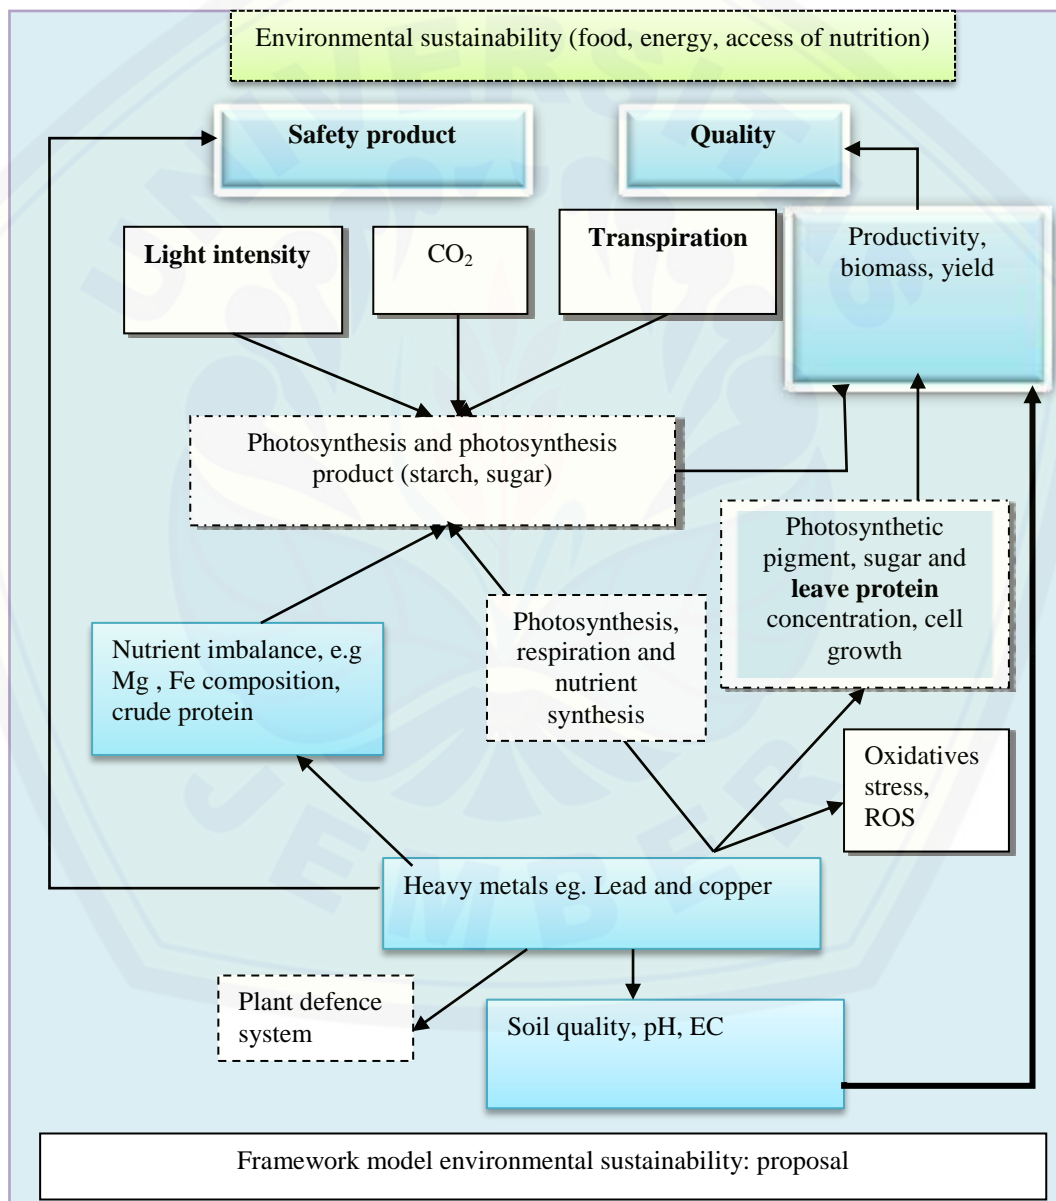 Environmental sustainability (food, energy, access of nutrition)
Safety product
Quality
Light intensity
CO₂
Transpiration
Productivity,
biomass, yield
Photosynthesis and photosynthesis
product (starch, sugar)
Photosynthetic
pigment, sugar and
leave protein
concentration, cell
growth
Photosynthesis,
respiration and
nutrient
synthesis
Nutrient imbalance, e.g
Mg , Fe composition,
crude protein
Oxidatives
stress,
ROS
Heavy metals eg. Lead and copper
Plant defence
system
Soil quality, pH, EC
Framework model environmental sustainability: proposal
UNIVERSITAS
JEMBER